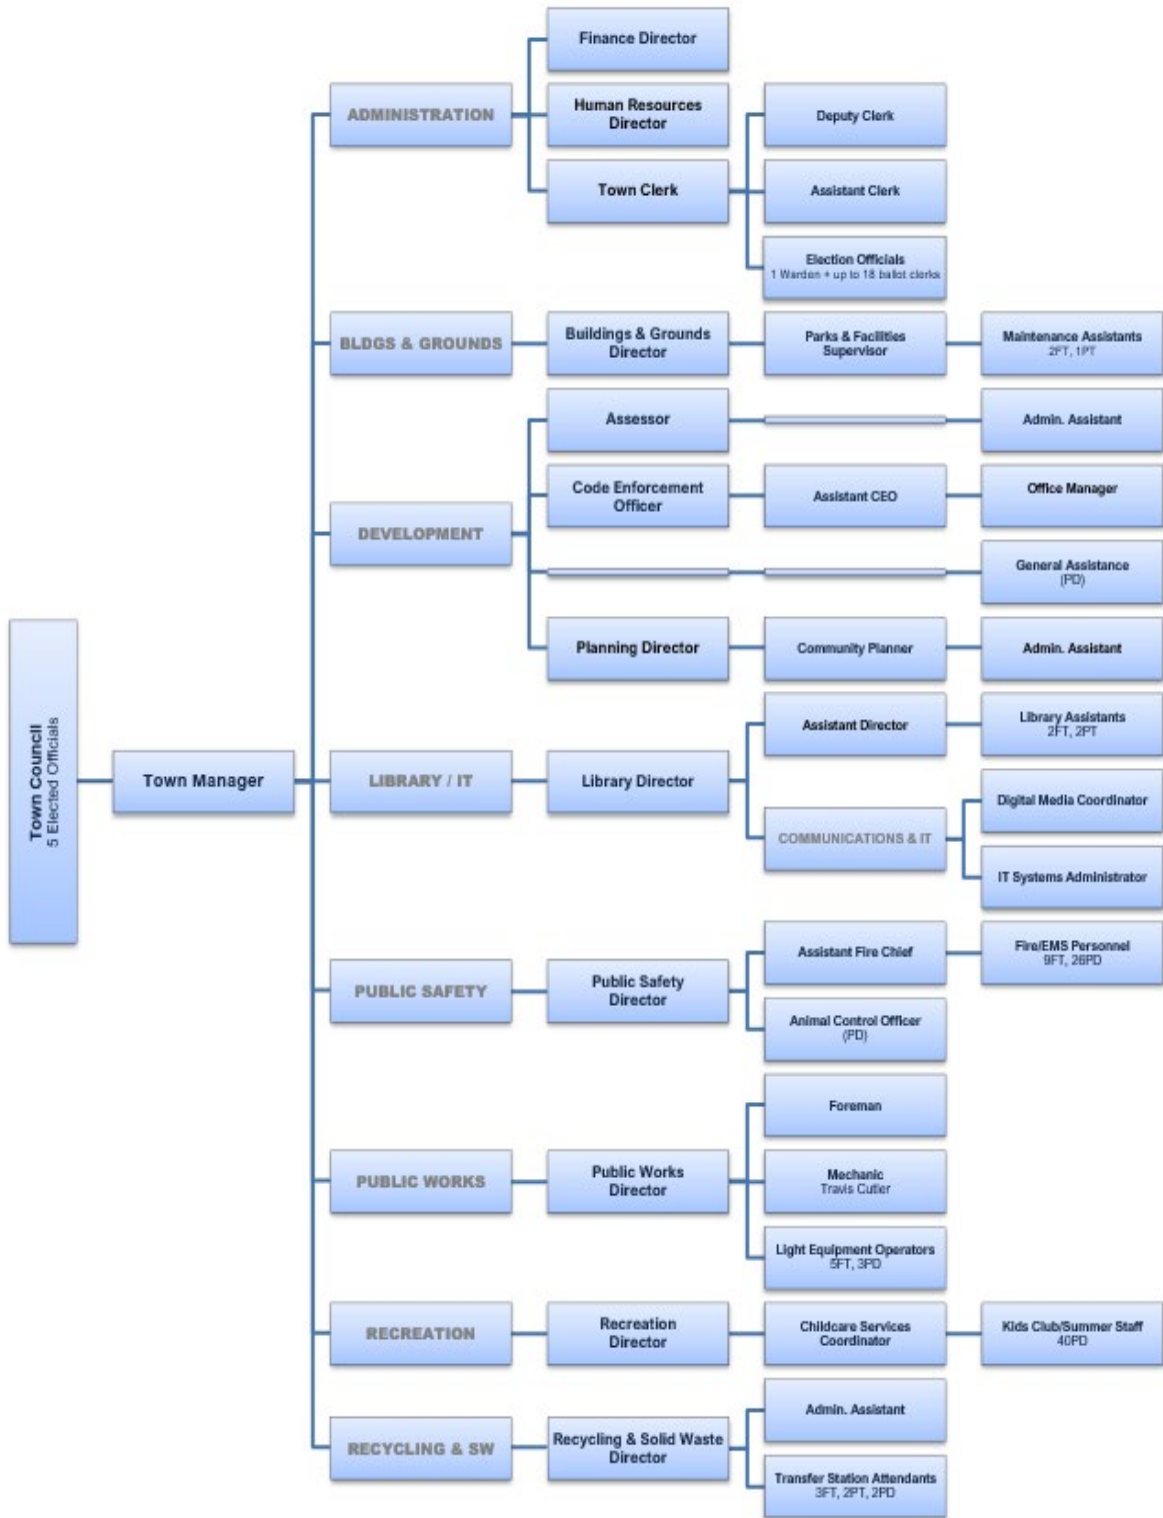 Finance Director
ADMINISTRATION
Human Resources
Director
Deputy Clerk
Town Clerk
Assistant Clerk
Election Officials
1 Warden + up to 18 ballot clerks
BLDGS & GROUNDS
Buildings & Grounds
Director
Parks & Facilities
Supervisor
Maintenance Assistants
2FT, 1PT
Assessor
Admin. Assistant
Code Enforcement
Officer
Assistant CEO
Office Manager
DEVELOPMENT
General Assistance
(PD)
Planning Director
Community Planner
Admin. Assistant
Town Council
5 Elected Officials
Town Manager
LIBRARY / IT
Library Director
Assistant Director
Library Assistants
2FT, 2PT
COMMUNICATIONS & IT
Digital Media Coordinator
IT Systems Administrator
PUBLIC SAFETY
Public Safety
Director
Assistant Fire Chief
Fire/EMS Personnel
9FT, 26PD
Animal Control Officer
(PD)
PUBLIC WORKS
Public Works
Director
Foreman
Mechanic
Travis Cutler
Light Equipment Operators
5FT, 3PD
RECREATION
Recreation
Director
Childcare Services
Coordinator
Kids Club/Summer Staff
40PD
RECYCLING & SW
Recycling & Solid Waste
Director
Admin. Assistant
Transfer Station Attendants
3FT, 2PT, 2PD